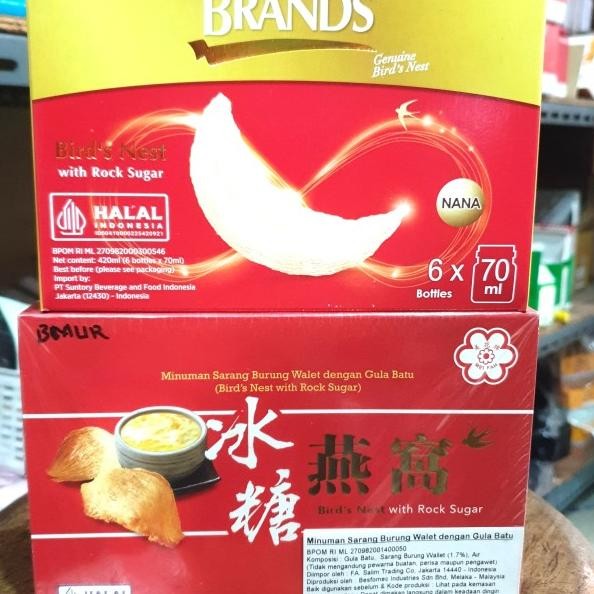 BRAND'S
Genuine
Bird's Nest
Bird's Nest
with Rock Sugar
NANA
HALAL
INDONESIA
BPOM RI ML 270982000300546
Net content: 420ml (6 bottles x 70ml)
Best before (please see packaging)
Import by:
PT Suntory Beverage and Food Indonesia
Jakarta (12430) - Indonesia
6 x 70 ml
Bottles
BMUR
Minuman Sarang Burung Walet dengan Gula Batu
(Bird's Nest with Rock Sugar)
冰糖
燕窩
Bird's Nest with Rock Sugar
Minuman Sarang Burung Walet dengan Gula Batu
BPOM RI ML 270982001400050
Komposisi : Gula Batu, Sarang Burung Walet (1.7%), Air
(Tidak mengandung pewarna buatan, perisa maupun pengawet)
Diimpor oleh : FA. Salim Trading Co, Jakarta 14440 - Indonesia
Diproduksi oleh : Besfomec Industries Sdn Bhd, Melaka - Malaysia
Baik digunakan sebelum & Kode produksi : Lihat pada kemasan
HALAL